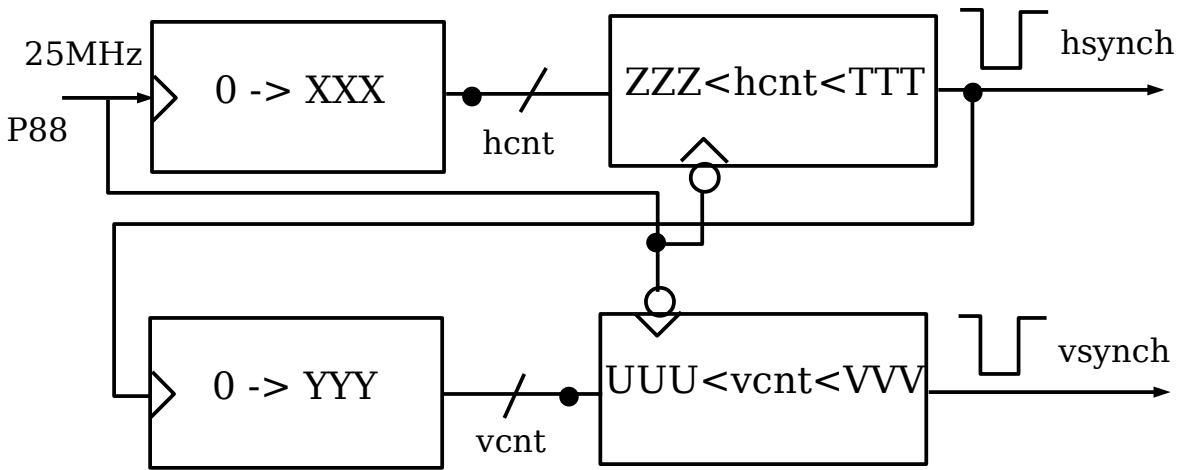 25MHz
P88
0 -> XXX
hcnt
ZZZ<hcnt<TTT
hsynch
0 -> YYY
vcnt
UUU<vcnt<VVV
vsynch